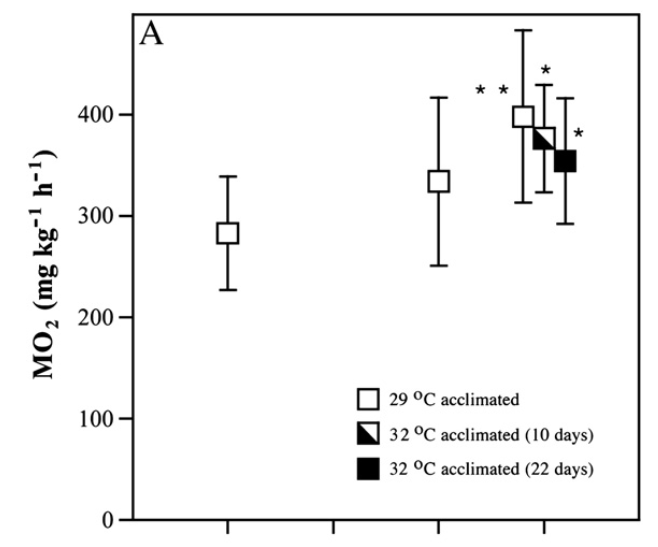 A
* *
*
*
400
300
200
100
0
MO₂ (mg kg⁻¹ h⁻¹)
29 ºC acclimated
32 ºC acclimated (10 days)
32 ºC acclimated (22 days)